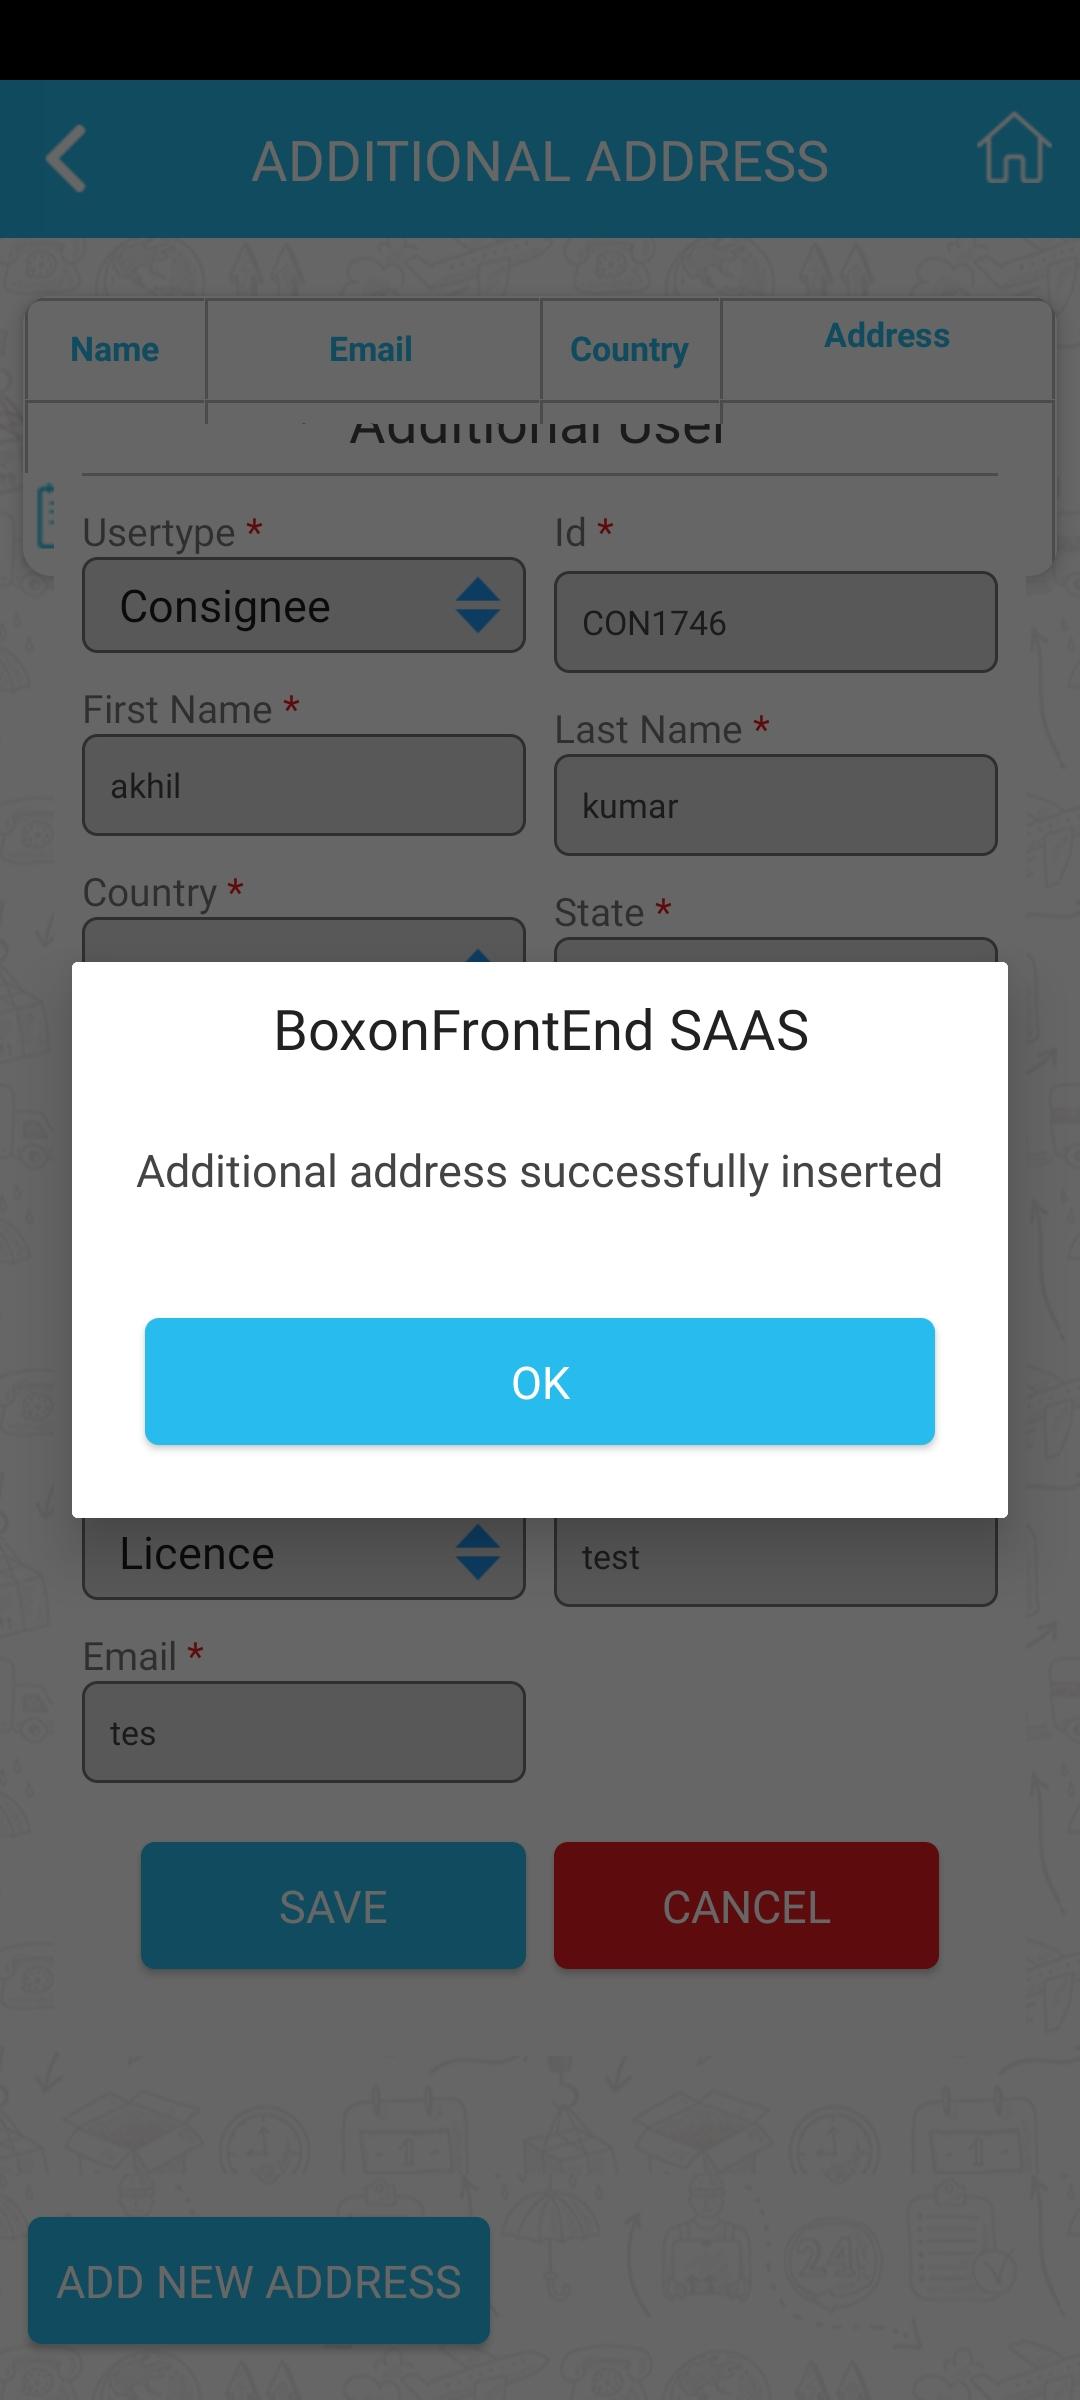 ADDITIONAL ADDRESS
Name Email Country Address
Additional User
Usertype * Id *
Consignee CON1746
First Name * Last Name *
akhil kumar
Country * State *
BoxonFrontEnd SAAS
Additional address successfully inserted
OK
Licence test
Email *
tes
SAVE CANCEL
ADD NEW ADDRESS